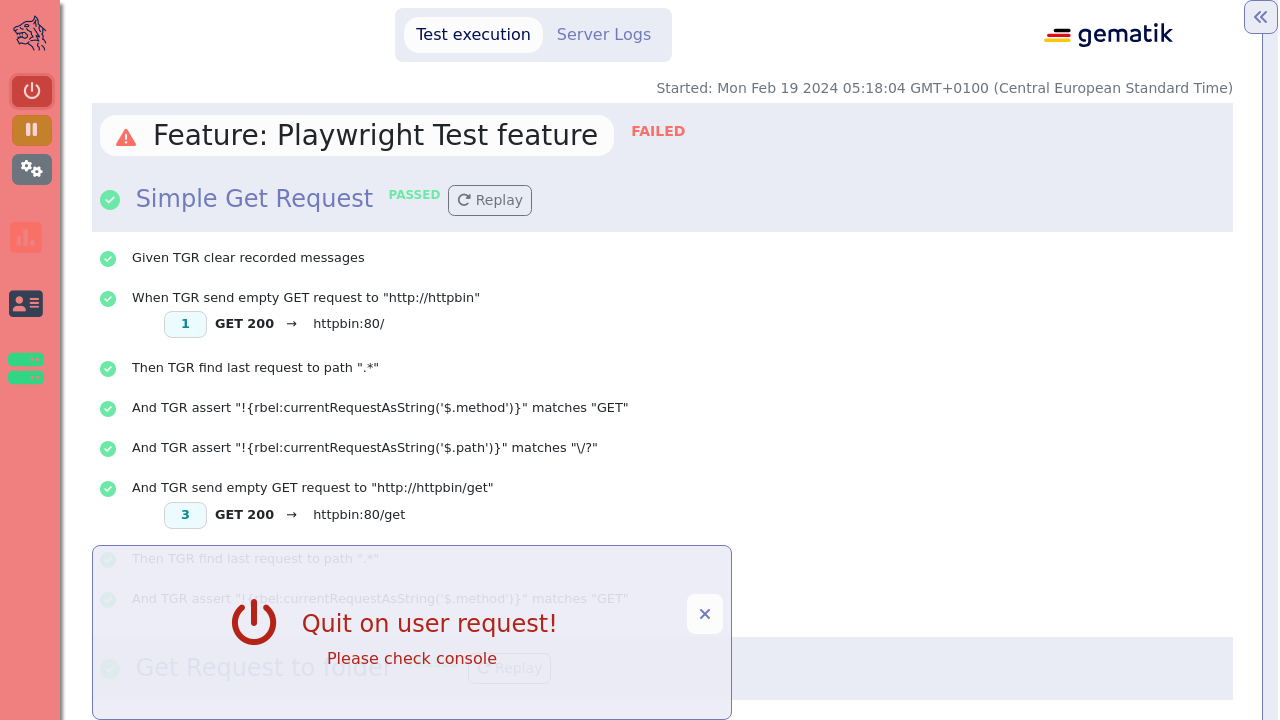 Test execution
Server Logs
gematik
Started: Mon Feb 19 2024 05:18:04 GMT+0100 (Central European Standard Time)
Feature: Playwright Test feature
FAILED
Simple Get Request
PASSED
Replay
Given TGR clear recorded messages
When TGR send empty GET request to "http://httpbin"
1 GET 200 → httpbin:80/
Then TGR find last request to path ".*"
And TGR assert "!{rbel:currentRequestAsString('$.method')}" matches "GET"
And TGR assert "!{rbel:currentRequestAsString('$.path')}" matches "\/?"
And TGR send empty GET request to "http://httpbin/get"
3 GET 200 → httpbin:80/get
Then TGR find last request to path ".*"
And TGR assert "!{rbel:currentRequestAsString('$.method')}" matches "GET"
Quit on user request!
Please check console
Get Request to folder
Replay